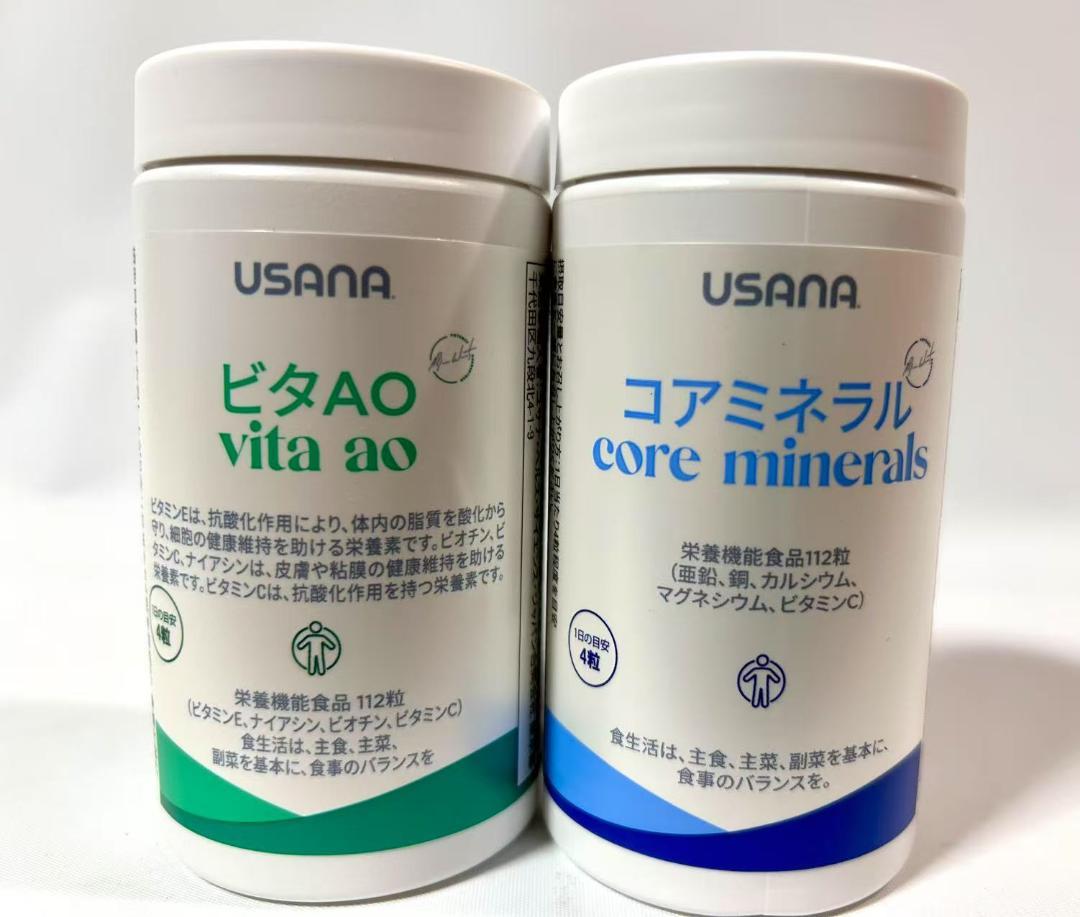 USANA
ビタAO
vita ao
ビタミンEは、抗酸化作用により、体内の脂質を酸化から
守り、細胞の健康維持を助ける栄養素です。ビオチン、ビ
タミンC、ナイアシンは、皮膚や粘膜の健康維持を助ける
栄養素です。ビタミンCは、抗酸化作用を持つ栄養素です。
1日の目安
4粒
栄養機能食品 112粒
(ビタミンE、ナイアシン、ビオチン、ビタミンC)
食生活は、主食、主菜、
副菜を基本に、食事のバランスを
千代田区九段北4-1-9
USANA
コアミネラル
core minerals
栄養機能食品112粒
(亜鉛、銅、カルシウム、
マグネシウム、ビタミンC)
1日の目安
4粒
食生活は、主食、主菜、副菜を基本に、
食事のバランスを。